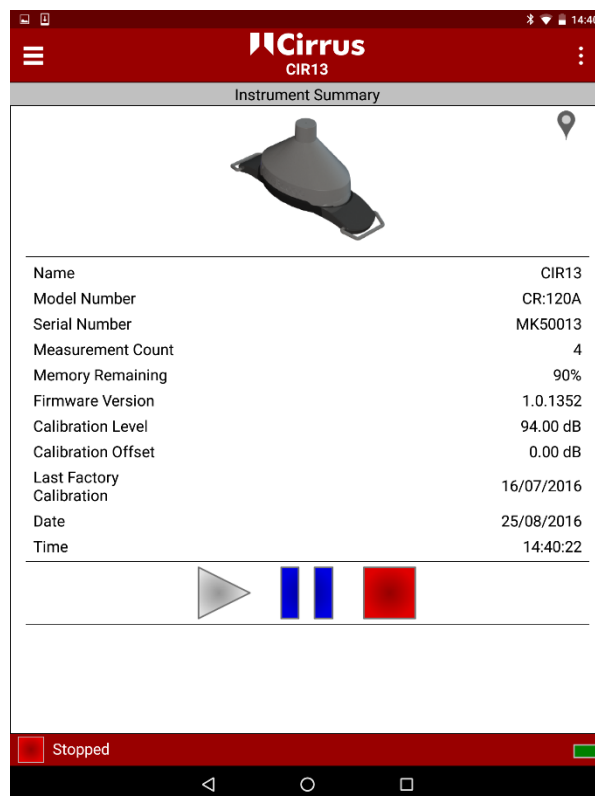 14:40
Cirrus
CIR13
Instrument Summary
Name CIR13
Model Number CR:120A
Serial Number MK50013
Measurement Count 4
Memory Remaining 90%
Firmware Version 1.0.1352
Calibration Level 94.00 dB
Calibration Offset 0.00 dB
Last Factory
Calibration 16/07/2016
Date 25/08/2016
Time 14:40:22
Stopped